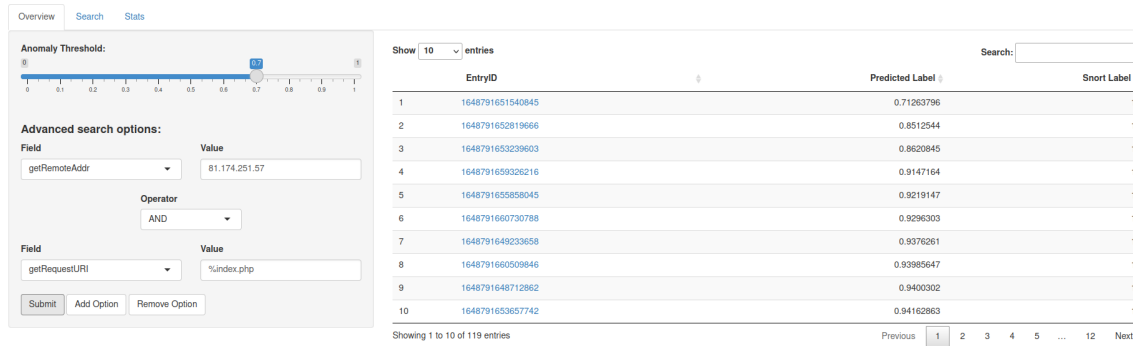 Overview Search Stats
Anomaly Threshold:
0 0.7 1
0 0.1 0.2 0.3 0.4 0.5 0.6 0.7 0.8 0.9 1
Advanced search options:
Field Value
getRemoteAddr 81.174.251.57
Operator
AND
Field Value
getRequestURI %index.php
Submit Add Option Remove Option
Show 10 entries Search:
EntryID Predicted Label Snort Label
1 1648791651540845 0.71263796
2 1648791652819666 0.8512544
3 1648791653239603 0.8620845
4 1648791659326216 0.9147164
5 1648791655858045 0.9219147
6 1648791660730788 0.9296303
7 1648791649233658 0.9376261
8 1648791660509846 0.93985647
9 1648791648712862 0.9400302
10 1648791653657742 0.94162863
Showing 1 to 10 of 119 entries Previous 1 2 3 4 5 ... 12 Next